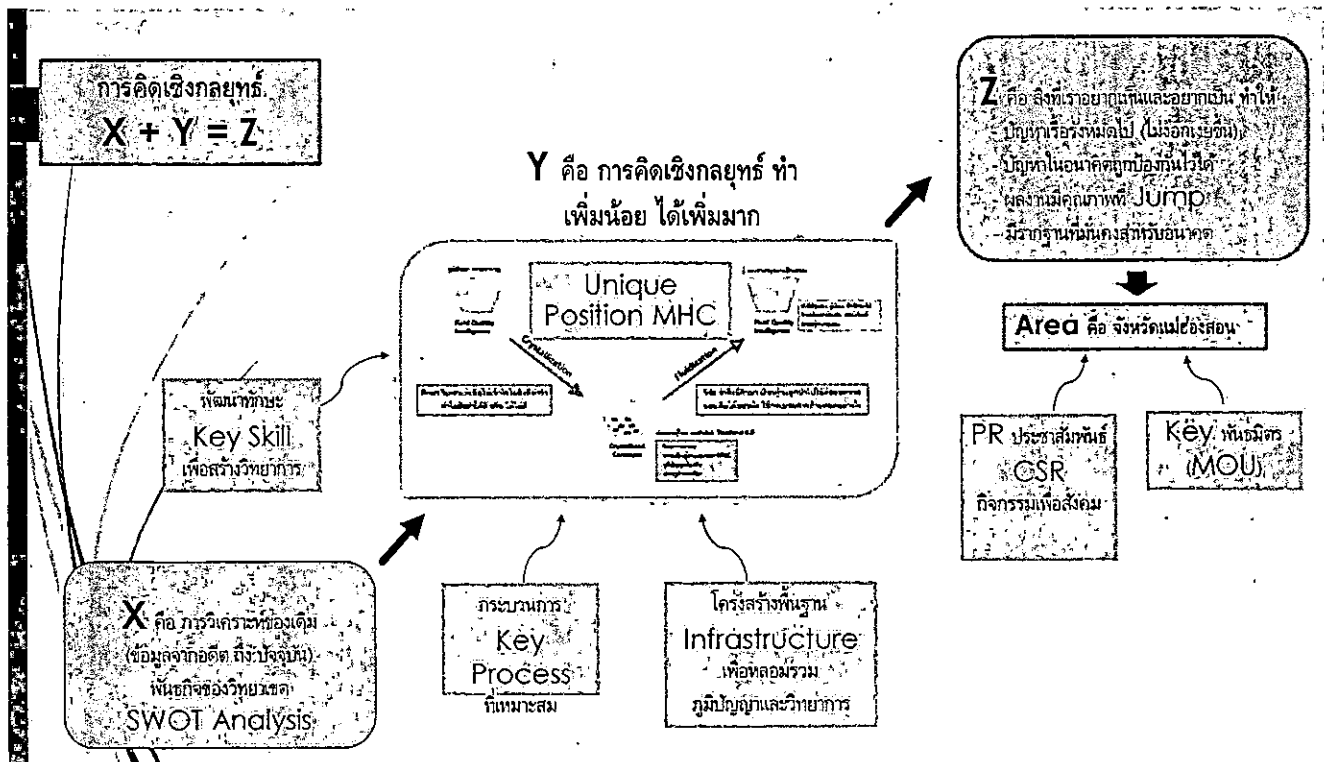 การคิดเชิงกลยุทธ์
X + Y = Z
Z คือ สิ่งที่เราอยากเห็นและอยากเป็น ทำให้ :
- ปัญหาเรื้อรังหมดไป (ไม่งอกเงยขึ้น)
- ปัญหาในอนาคตถูกป้องกันไว้ได้
- ผลงานมีคุณภาพที่ Jump
- มีรากฐานที่มั่นคงสำหรับอนาคต
Y คือ การคิดเชิงกลยุทธ์ ทำ
เพิ่มน้อย ได้เพิ่มมาก
Unique
Position MHC
Fluid Quality
Intelligence
Fluid Quality
Intelligence
Crystallization
Fluidization
Crystallized
Area คือ จังหวัดแม่ฮ่องสอน
พัฒนาทักษะ
Key Skill
เพื่อสร้างวิทยาการ
PR ประชาสัมพันธ์
CSR
กิจกรรมเพื่อสังคม
Key พันธมิตร
(MOU)
X คือ การวิเคราะห์ของเดิม
(ข้อมูลจากอดีต ถึง ปัจจุบัน)
พันธกิจของวิทยาเขต
SWOT Analysis
กระบวนการ
Key
Process
ที่เหมาะสม
โครงสร้างพื้นฐาน
Infrastructure
เพื่อหลอมรวม
ภูมิปัญญาและวิทยาการ